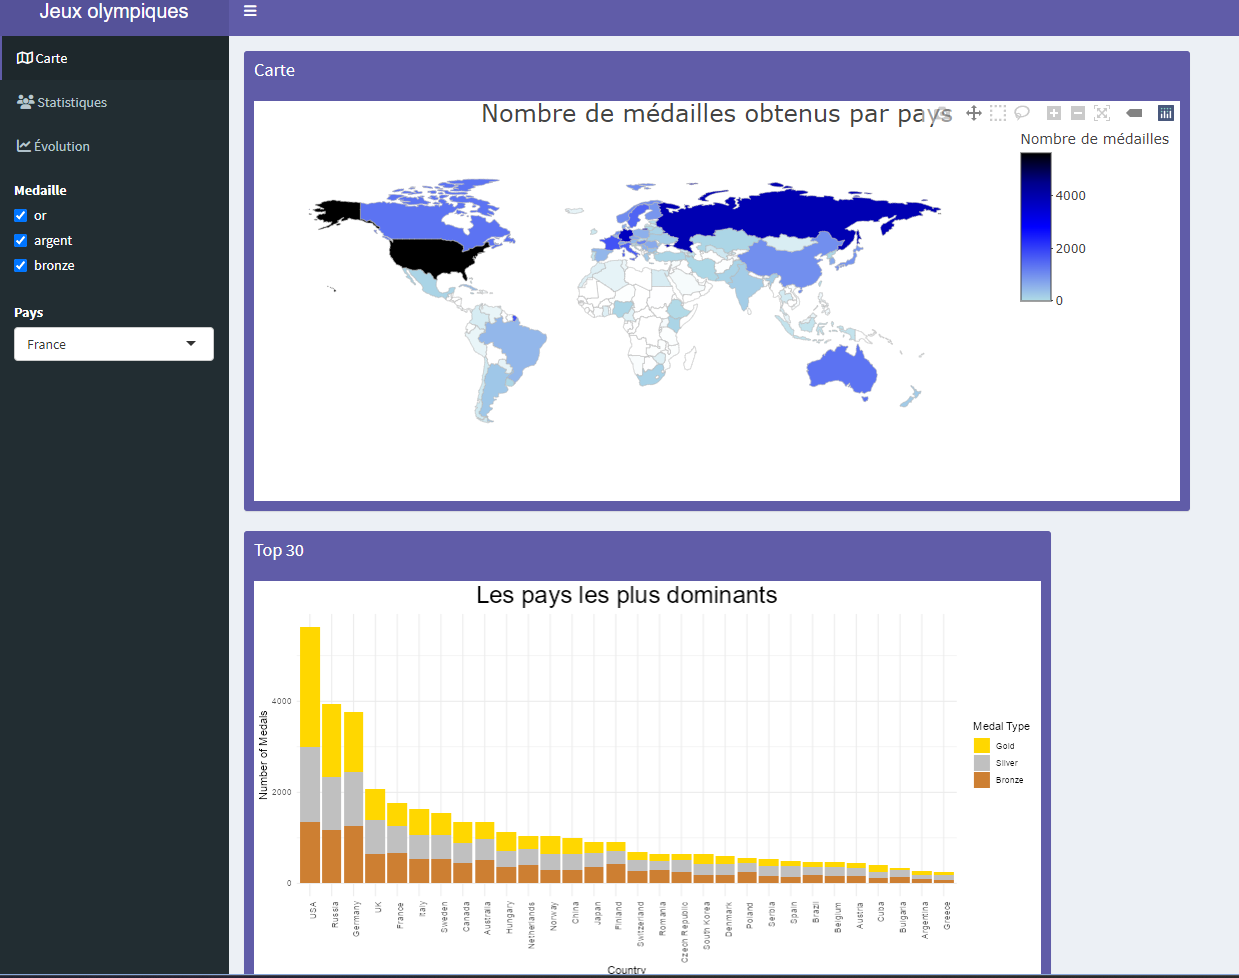 Jeux olympiques
Carte
Statistiques
Évolution
Medaille
or
argent
bronze
Pays
France
Carte
Nombre de médailles obtenus par pays
Nombre de médailles
4000
2000
0
Top 30
Les pays les plus dominants
Number of Medals
4000
2000
0
USA
Russia
Germany
UK
France
Italy
Sweden
Canada
Australia
Hungary
Netherlands
Norway
China
Japan
Finland
Switzerland
Romania
Czech Republic
South Korea
Denmark
Poland
Serbia
Spain
Brazil
Belgium
Austria
Cuba
Bulgaria
Argentina
Greece
Country
Medal Type
Gold
Silver
Bronze